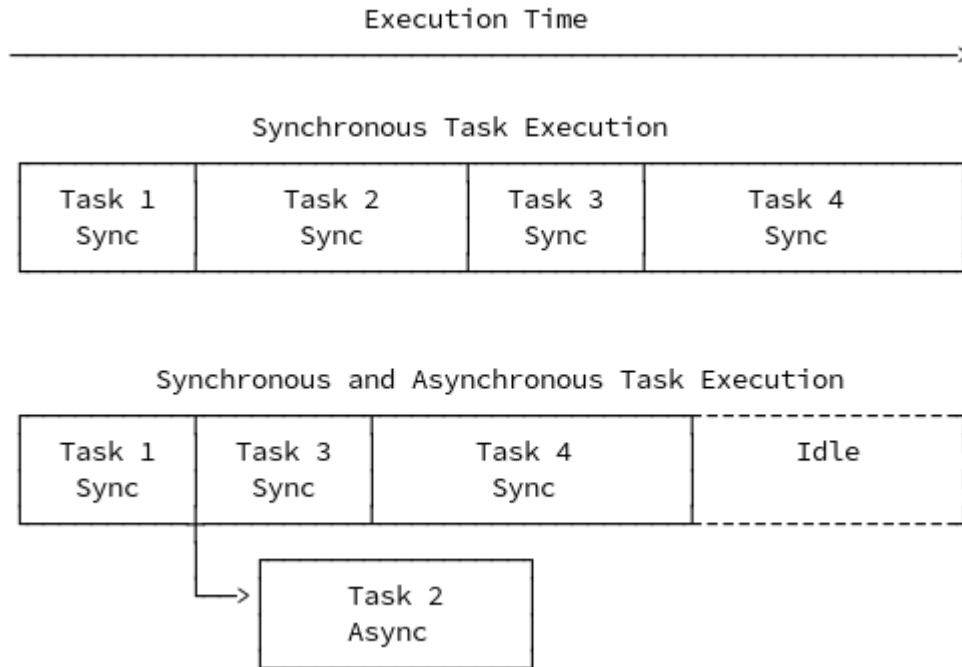 Execution Time
Synchronous Task Execution
Task 1 Task 2 Task 3 Task 4
Sync Sync Sync Sync
Synchronous and Asynchronous Task Execution
Task 1 Task 3 Task 4 Idle
Sync Sync Sync
Task 2
Async